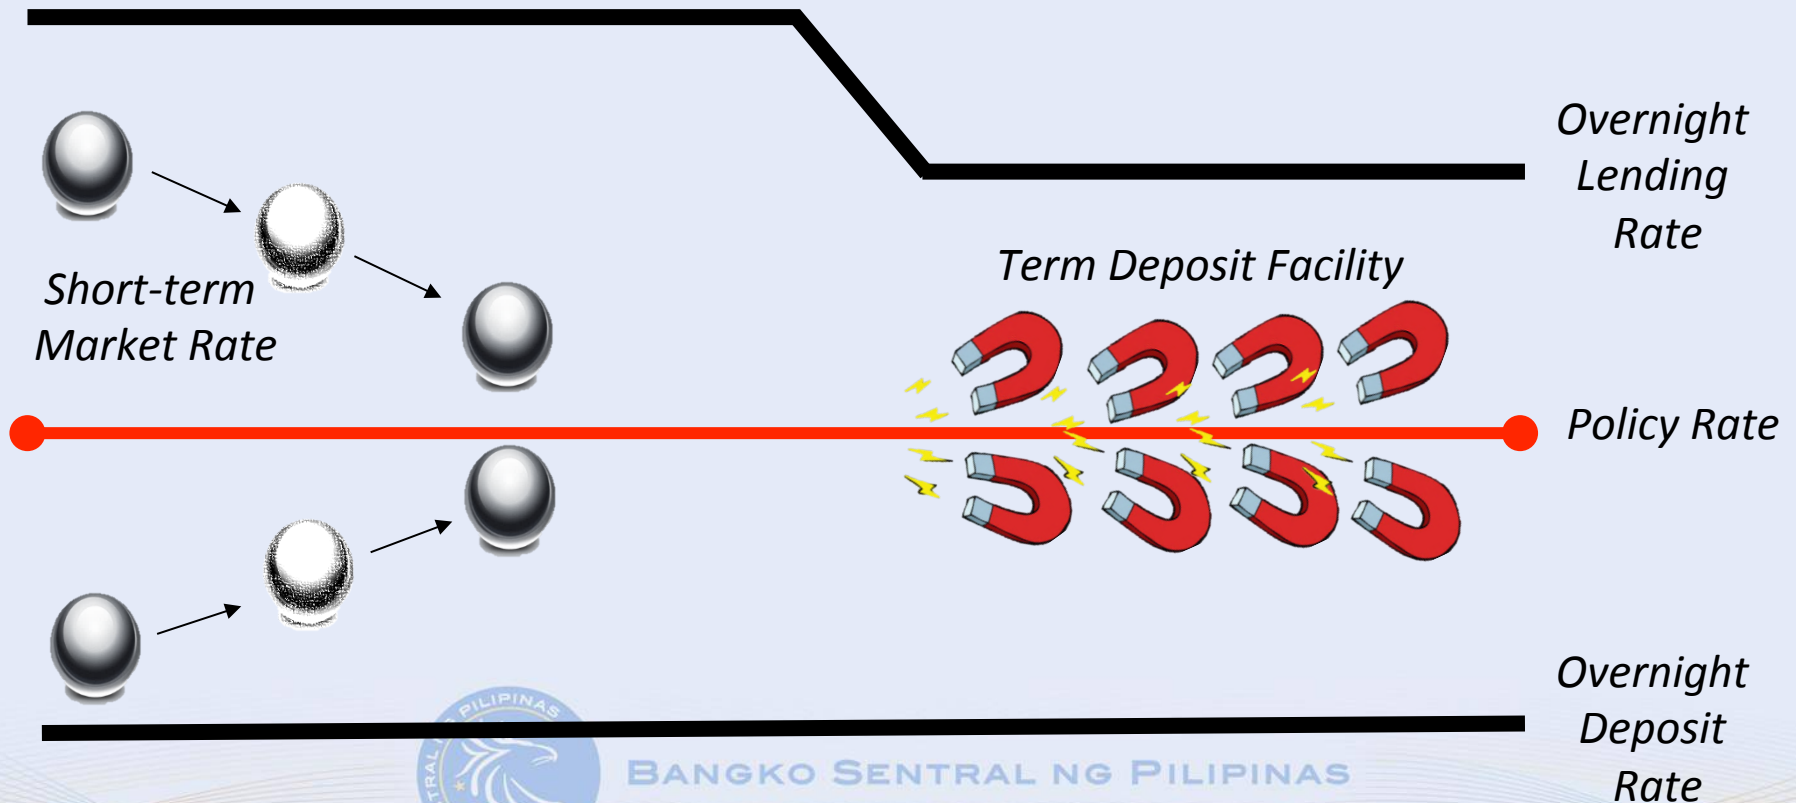 Overnight
Lending
Rate
Term Deposit Facility
Short-term
Market Rate
Policy Rate
Overnight
Deposit
Rate
BANGKO SENTRAL NG PILIPINAS